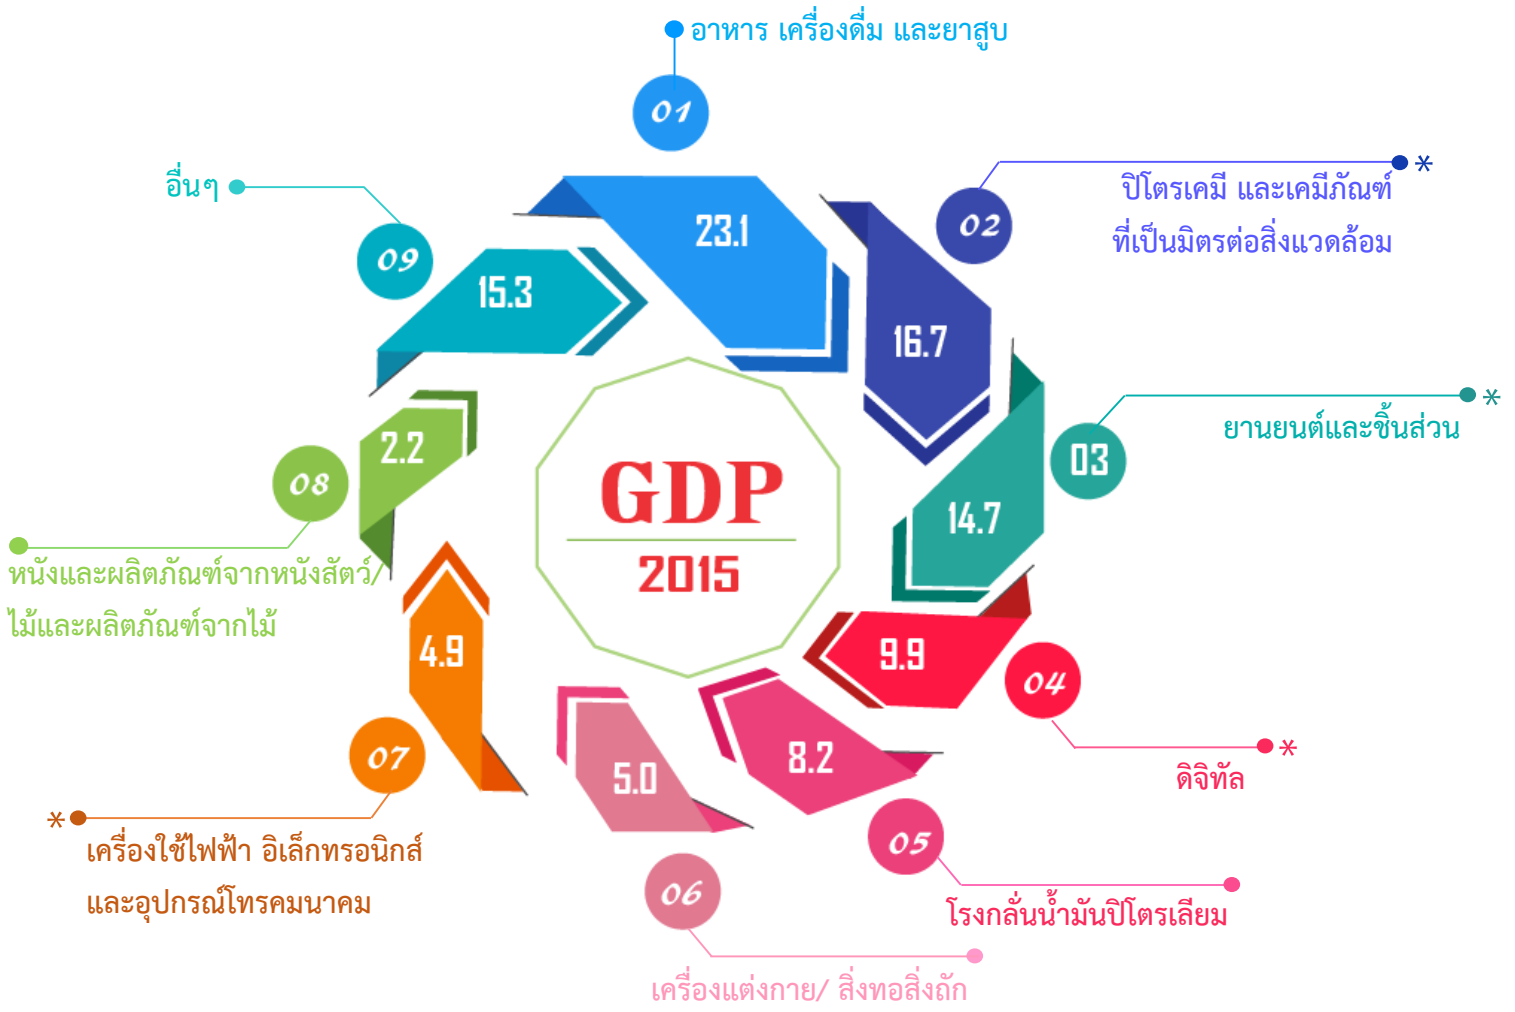 อาหาร เครื่องดื่ม และยาสูบ
01
23.1
02
*
ปิโตรเคมี และเคมีภัณฑ์
ที่เป็นมิตรต่อสิ่งแวดล้อม
16.7
03
*
ยานยนต์และชิ้นส่วน
14.7
04
*
ดิจิทัล
9.9
05
โรงกลั่นน้ำมันปิโตรเลียม
8.2
06
เครื่องแต่งกาย/ สิ่งทอสิ่งถัก
5.0
07
*
เครื่องใช้ไฟฟ้า อิเล็กทรอนิกส์
และอุปกรณ์โทรคมนาคม
4.9
08
หนังและผลิตภัณฑ์จากหนังสัตว์/
ไม้และผลิตภัณฑ์จากไม้
2.2
09
อื่นๆ
15.3
GDP
2015